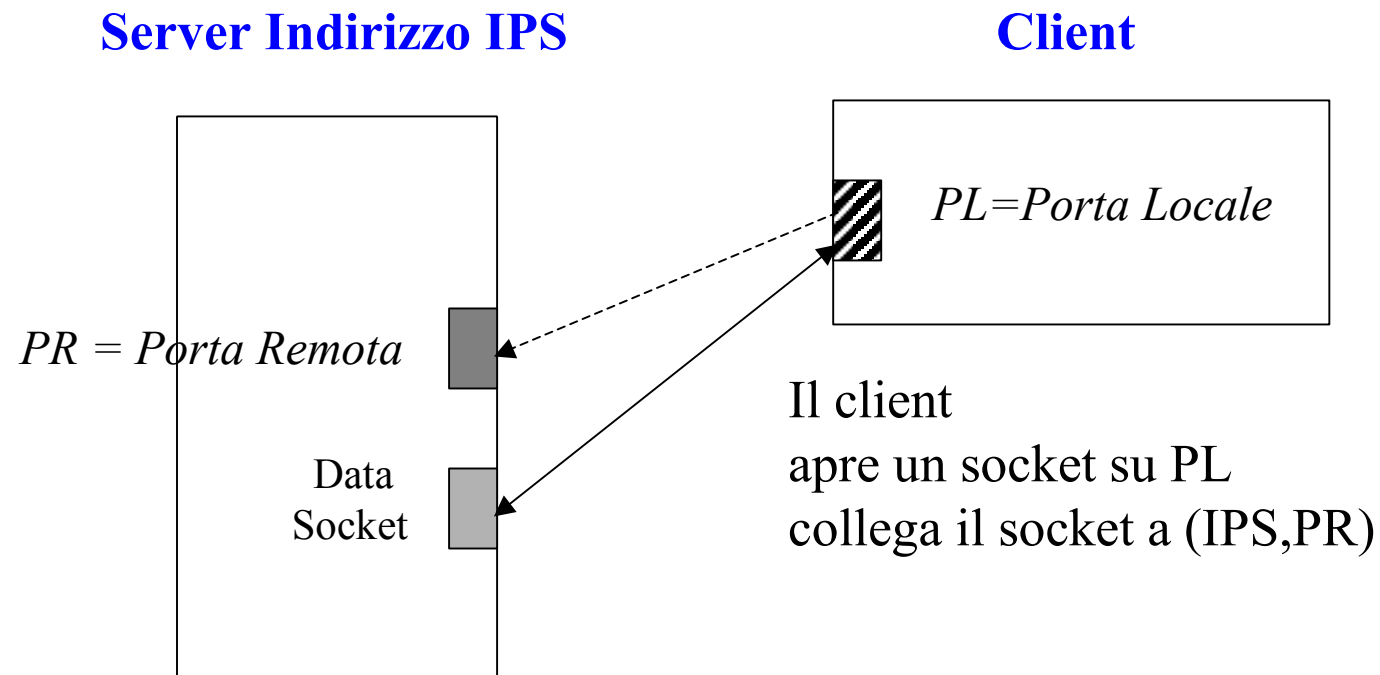 Server Indirizzo IPS
Client
PL=Porta Locale
PR = Porta Remota
Data
Socket
Il client
apre un socket su PL
collega il socket a (IPS,PR)